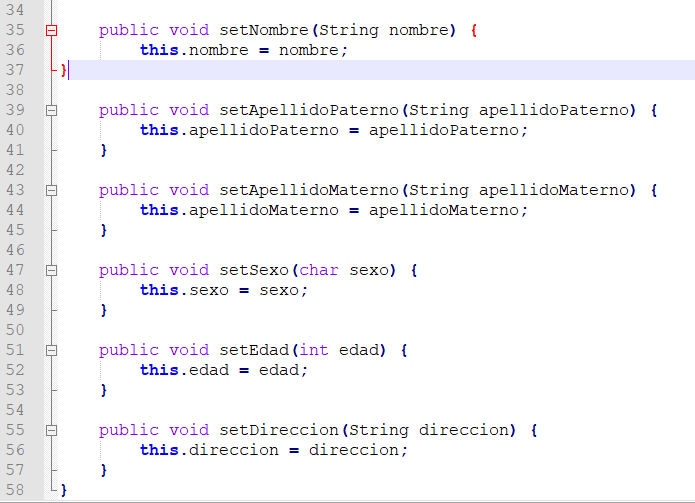 34
35 public void setNombre(String nombre) {
36 this.nombre = nombre;
37 }
38
39 public void setApellidoPaterno(String apellidoPaterno) {
40 this.apellidoPaterno = apellidoPaterno;
41 }
42
43 public void setApellidoMaterno(String apellidoMaterno) {
44 this.apellidoMaterno = apellidoMaterno;
45 }
46
47 public void setSexo(char sexo) {
48 this.sexo = sexo;
49 }
50
51 public void setEdad(int edad) {
52 this.edad = edad;
53 }
54
55 public void setDireccion(String direccion) {
56 this.direccion = direccion;
57 }
58 }